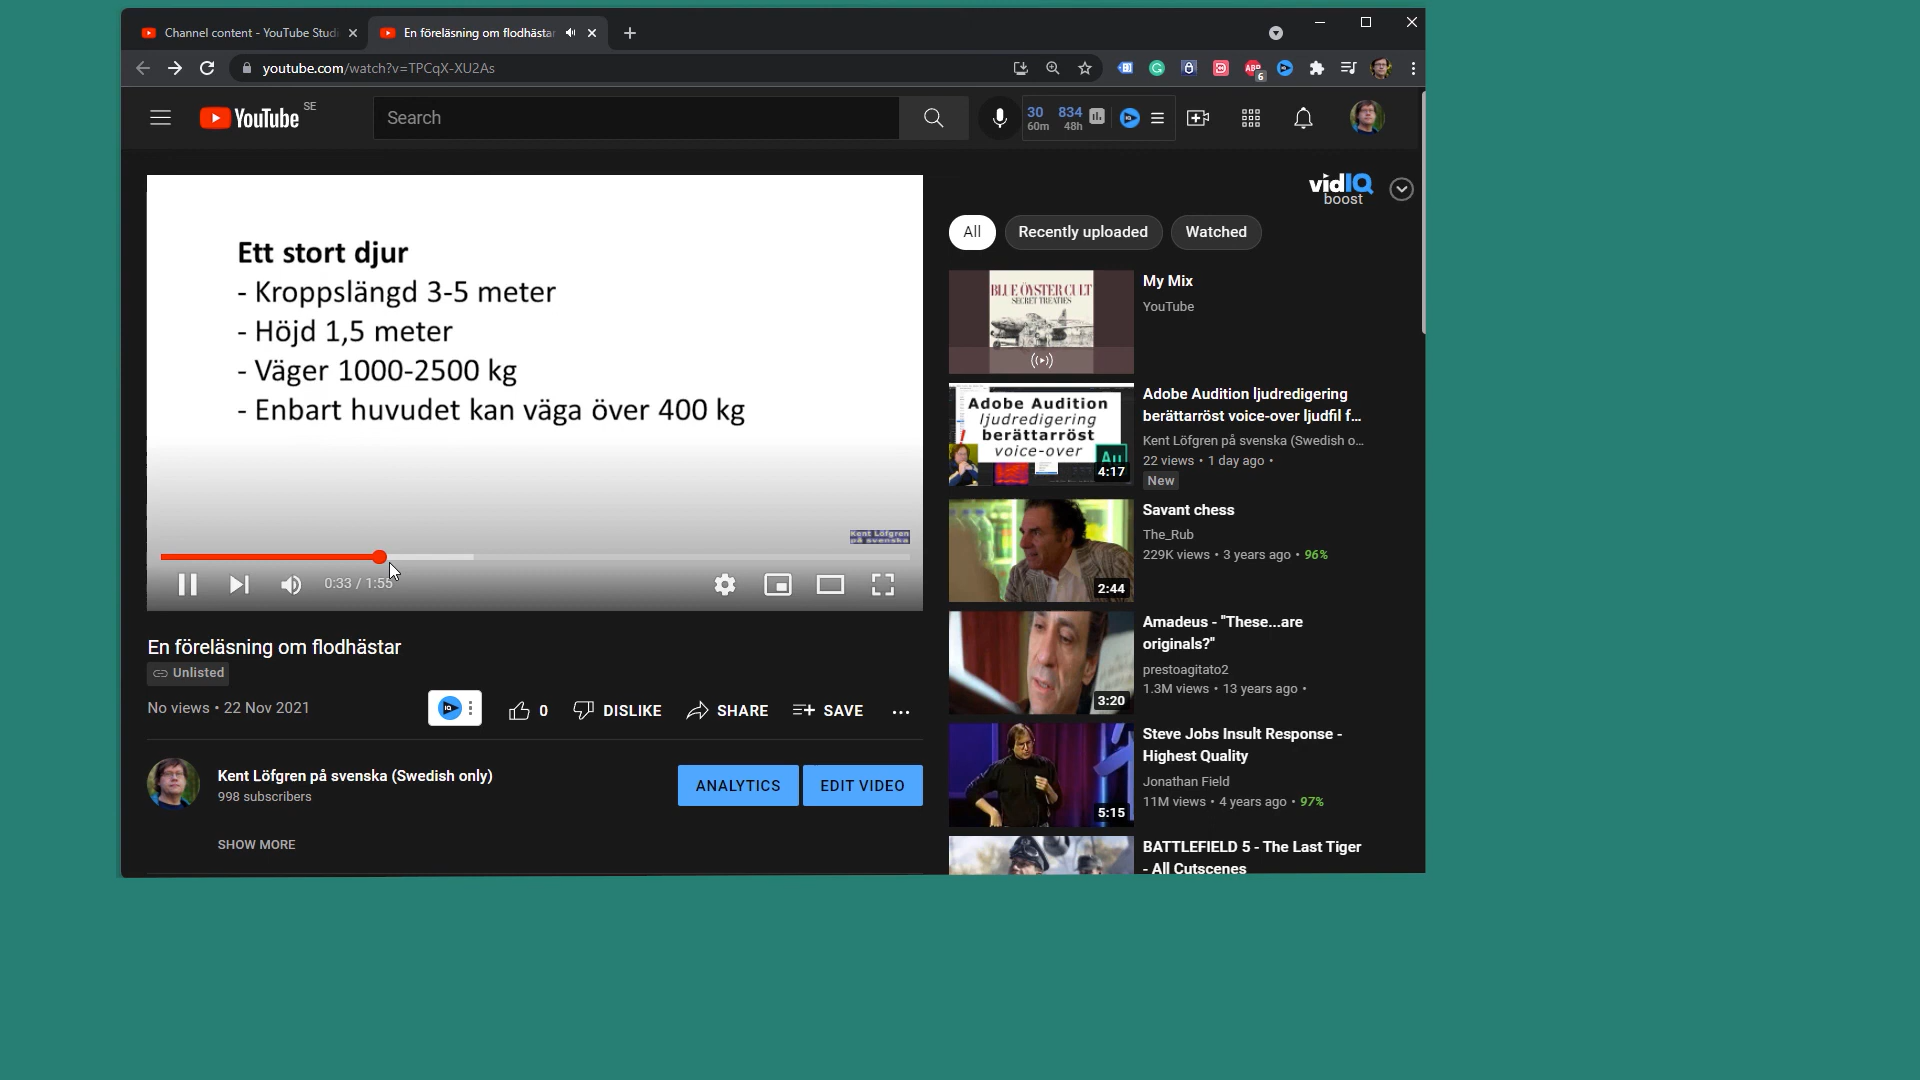 Channel content - YouTube Studi
En föreläsning om flodhästar
youtube.com/watch?v=TPCqX-XU2As
ABP
6
YouTube
SE
Search
30
60m
834
48h
vidIQ
boost
Ett stort djur
- Kroppslängd 3-5 meter
- Höjd 1,5 meter
- Väger 1000-2500 kg
- Enbart huvudet kan väga över 400 kg
Kent Löfgren
på svenska
0:33 / 1:55
En föreläsning om flodhästar
Unlisted
No views • 22 Nov 2021
0
DISLIKE
SHARE
SAVE
Kent Löfgren på svenska (Swedish only)
998 subscribers
ANALYTICS
EDIT VIDEO
SHOW MORE
All
Recently uploaded
Watched
BLUE ÖYSTER CULT
SECRET TREATIES
My Mix
YouTube
Adobe Audition
ljudredigering
berättarröst
voice-over
Au
4:17
Adobe Audition ljudredigering
berättarröst voice-over ljudfil f...
Kent Löfgren på svenska (Swedish o...
22 views • 1 day ago •
New
2:44
Savant chess
The_Rub
229K views • 3 years ago • 96%
3:20
Amadeus - "These...are
originals?"
prestoagitato2
1.3M views • 13 years ago •
5:15
Steve Jobs Insult Response -
Highest Quality
Jonathan Field
11M views • 4 years ago • 97%
BATTLEFIELD 5 - The Last Tiger
- All Cutscenes